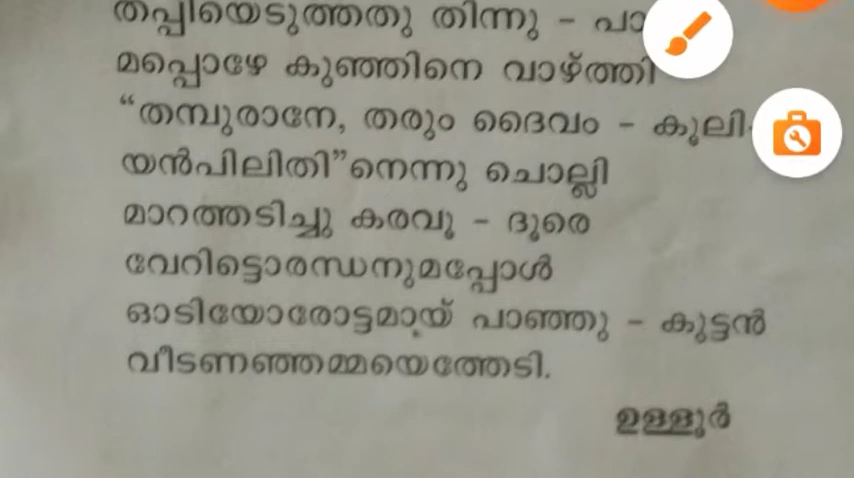 തപ്പിയെടുത്തതു തിന്നു -
മപ്പൊഴേ കുഞ്ഞിനെ വാഴ്ത്തി
“തമ്പുരാനേ, തരും ദൈവം - കൂലി
യൻപിലിതി”നെന്നു ചൊല്ലി
മാറത്തടിച്ചു കരവൂ - ദൂരെ
വേറിട്ടൊരന്ധനുമപ്പോൾ
ഓടിയോരോട്ടമായ് പാഞ്ഞു - കുട്ടൻ
വീടണഞ്ഞമ്മയെത്തേടി.
ഉള്ളൂർ